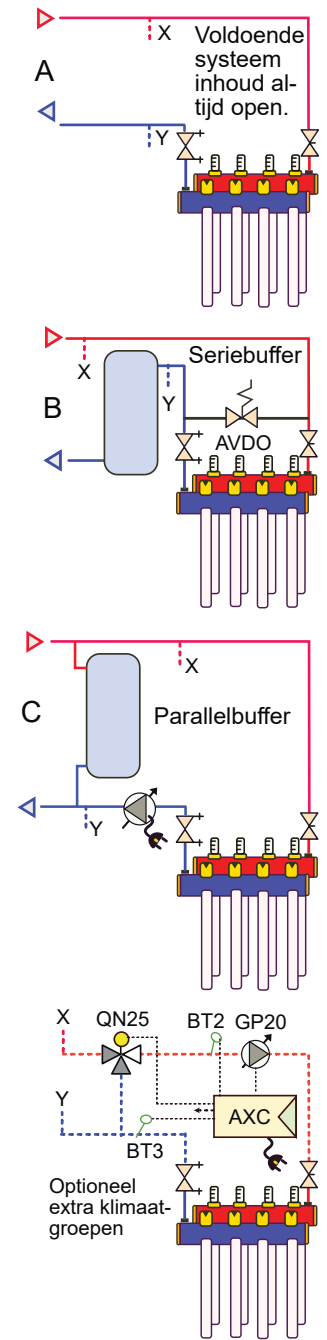 X
A
Voldoende
systeem
inhoud al-
tijd open.
Y
X
Seriebuffer
Y
B
AVDO
X
C
Parallelbuffer
Y
X
QN25
BT2
GP20
Y
AXC
BT3
Optioneel
extra klimaat-
groepen